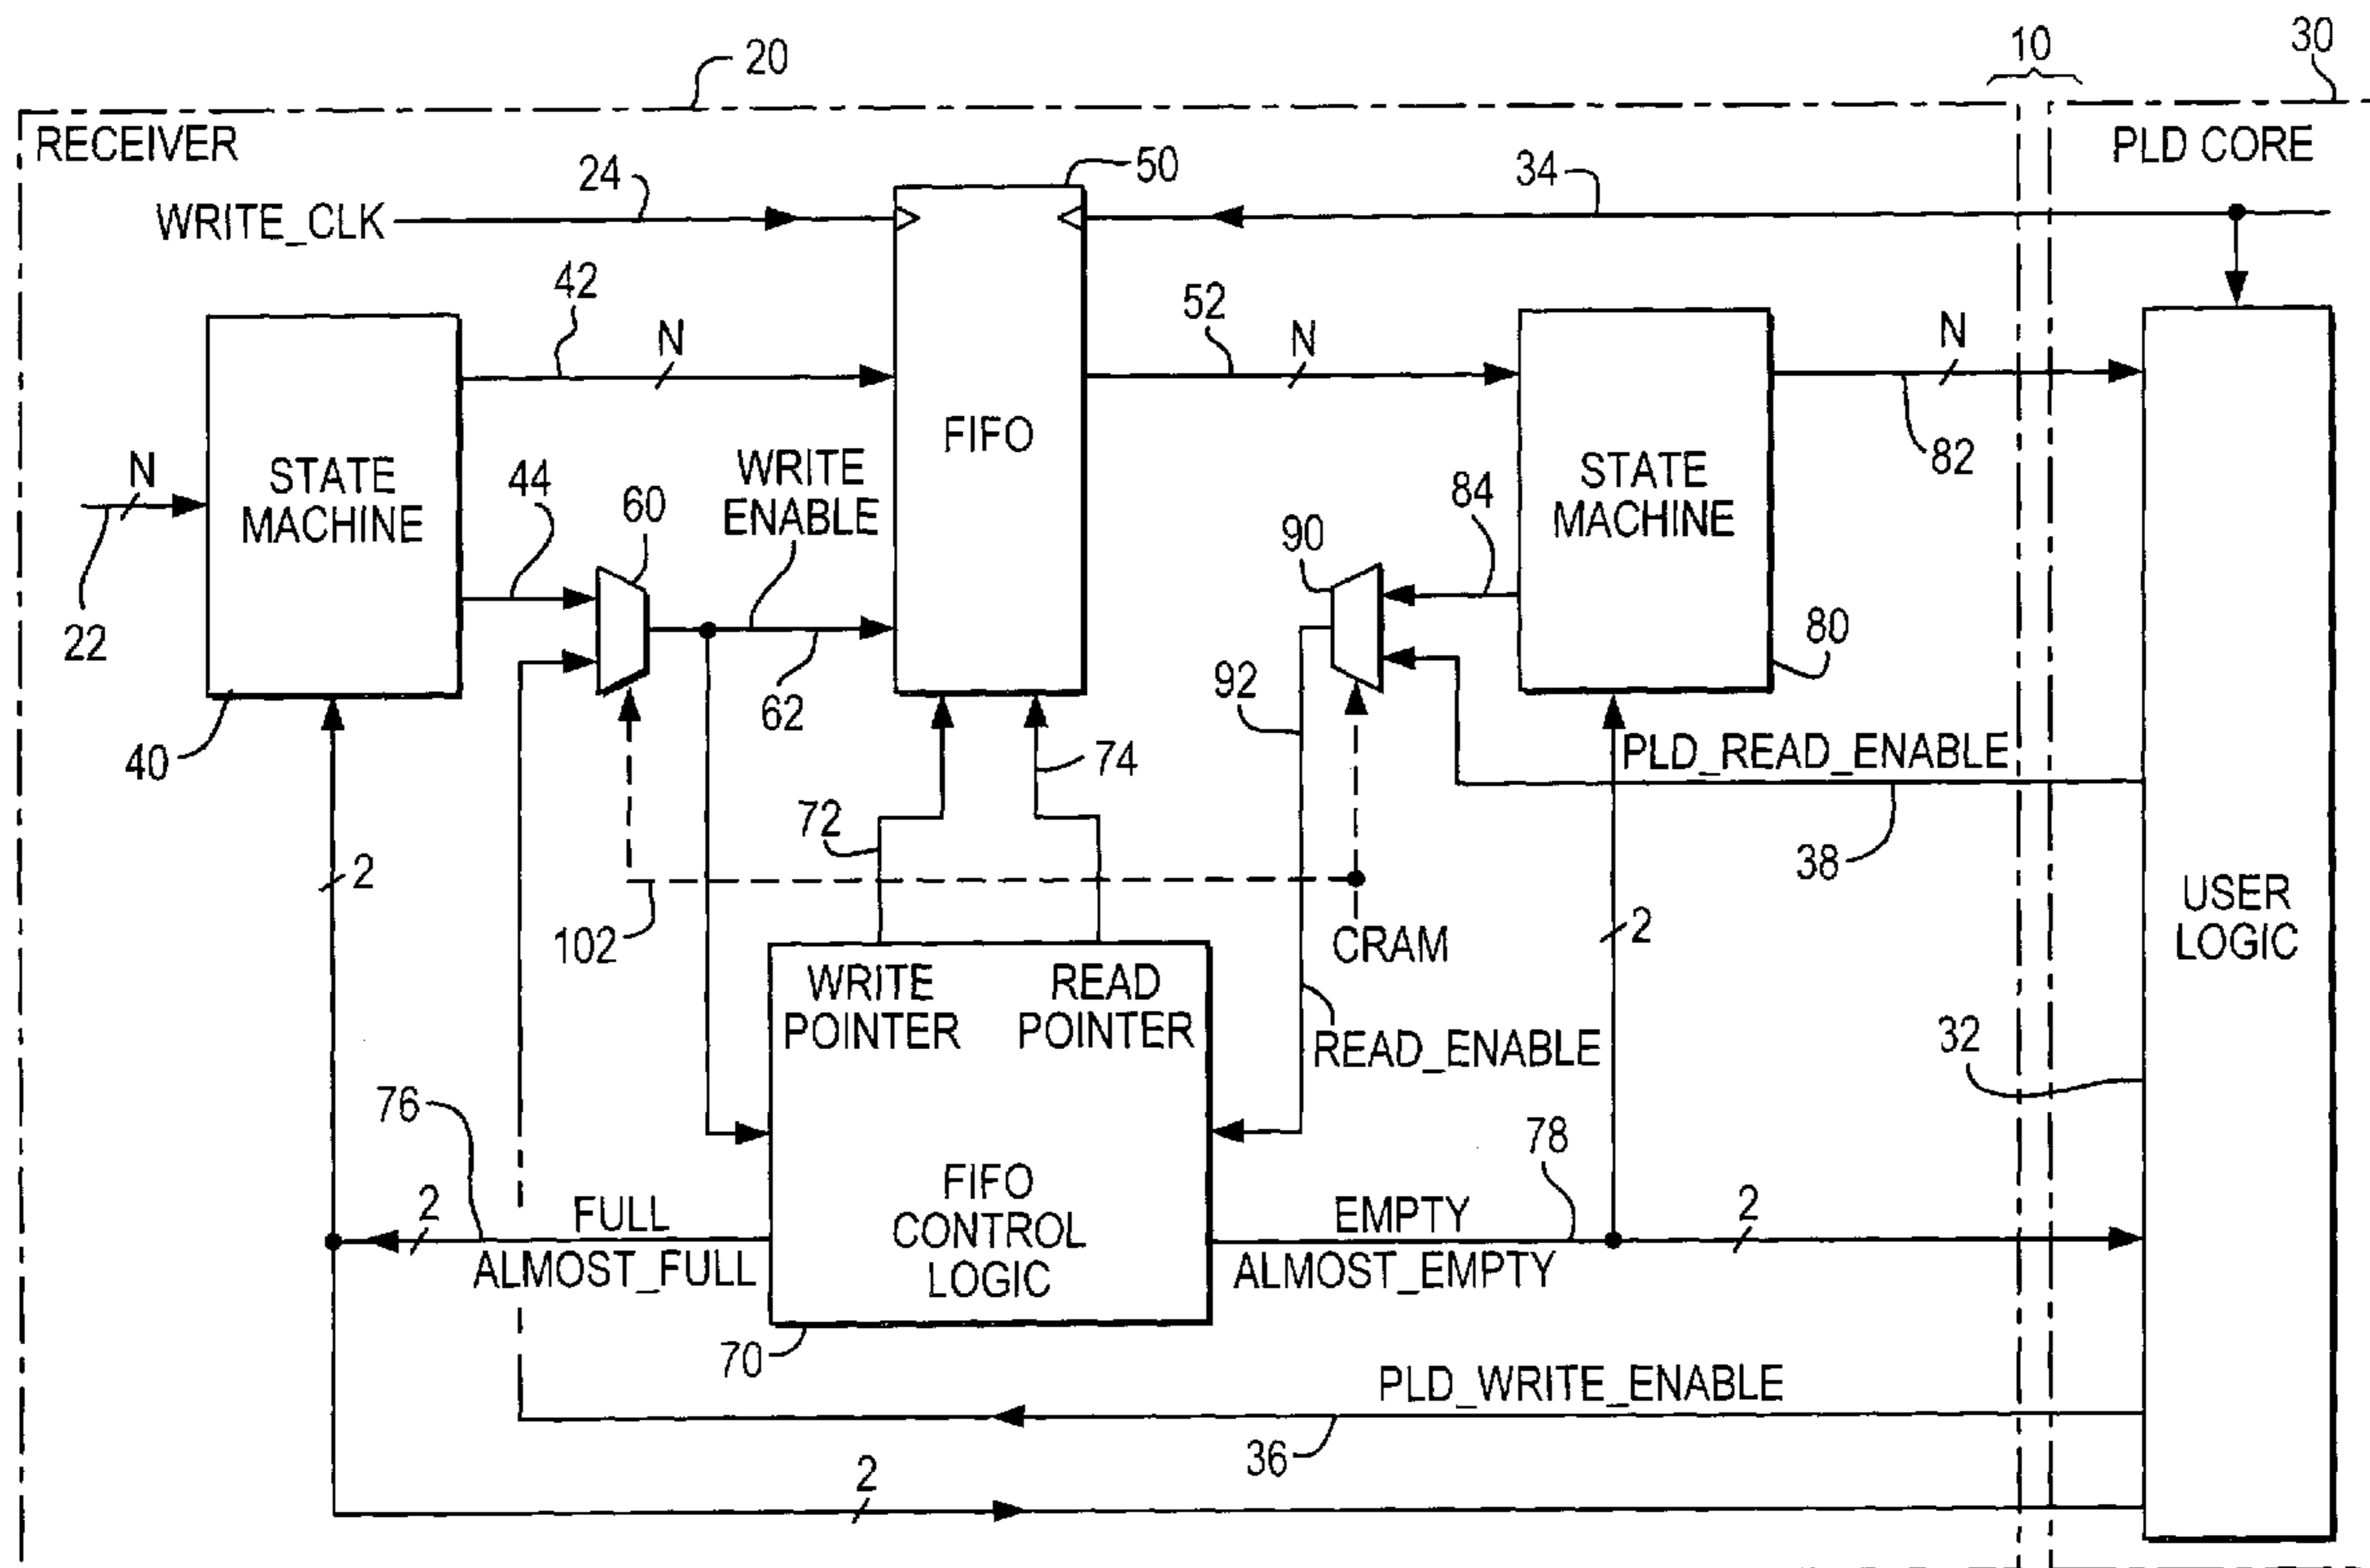 20
10
30
RECEIVER
PLD CORE
24
50
34
WRITE_CLK
42
52
N
N
N
FIFO
82
N
STATE
MACHINE
44
60
WRITE
ENABLE
84
STATE
MACHINE
90
22
80
62
92
40
74
PLD_READ_ENABLE
72
2
38
USER
LOGIC
102
CRAM
2
WRITE
POINTER
READ
POINTER
READ_ENABLE
32
76
78
FIFO
CONTROL
LOGIC
2
FULL
ALMOST_FULL
EMPTY
ALMOST_EMPTY
2
70
PLD_WRITE_ENABLE
36
2